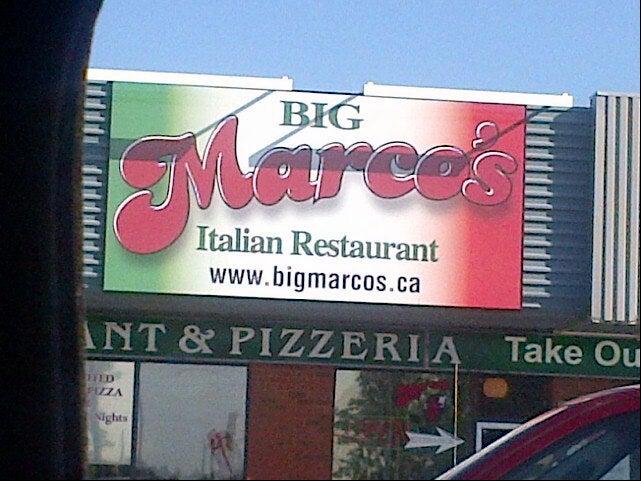 BIG
Marco's
Italian Restaurant
www.bigmarcos.ca
ANT & PIZZERIA Take Ou
PIZZA
Nights